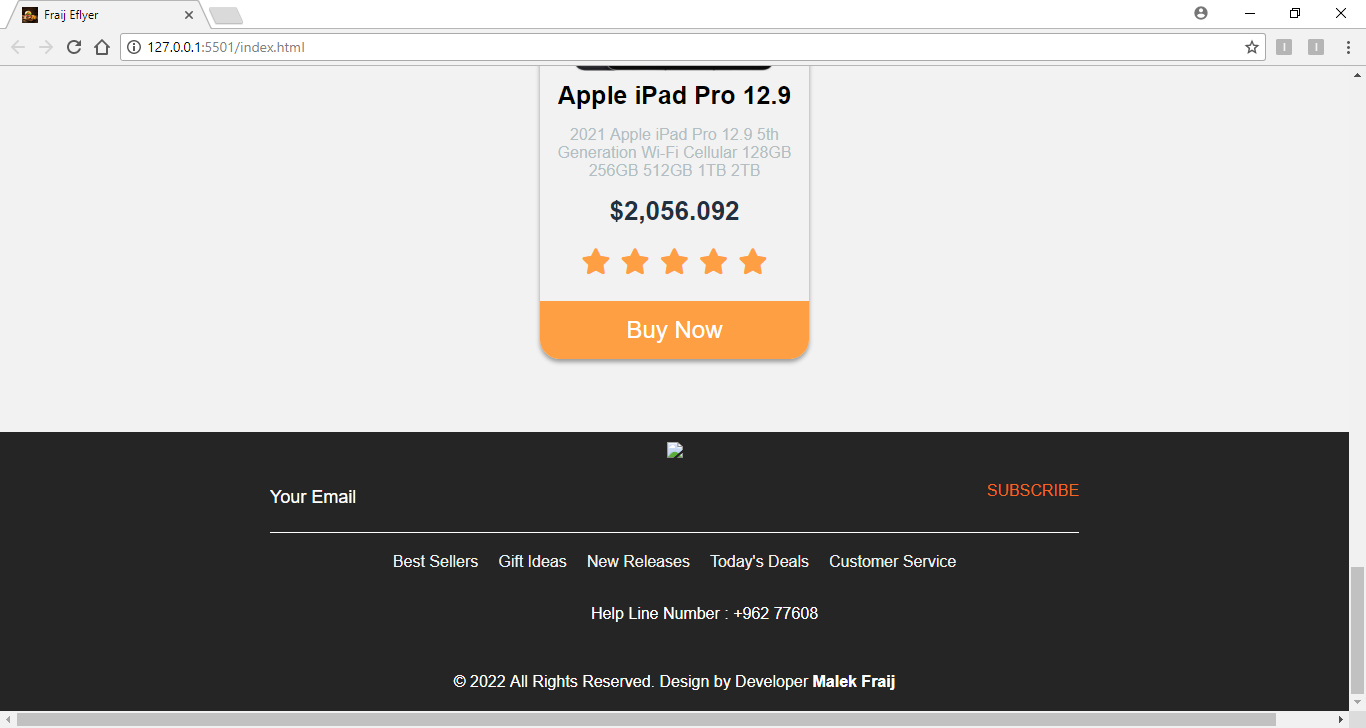 Fraij Eflyer
127.0.0.1:5501/index.html
Apple iPad Pro 12.9
2021 Apple iPad Pro 12.9 5th
Generation Wi-Fi Cellular 128GB
256GB 512GB 1TB 2TB
$2,056.092
Buy Now
Your Email
SUBSCRIBE
Best Sellers Gift Ideas New Releases Today's Deals Customer Service
Help Line Number : +962 77608
© 2022 All Rights Reserved. Design by Developer Malek Fraij